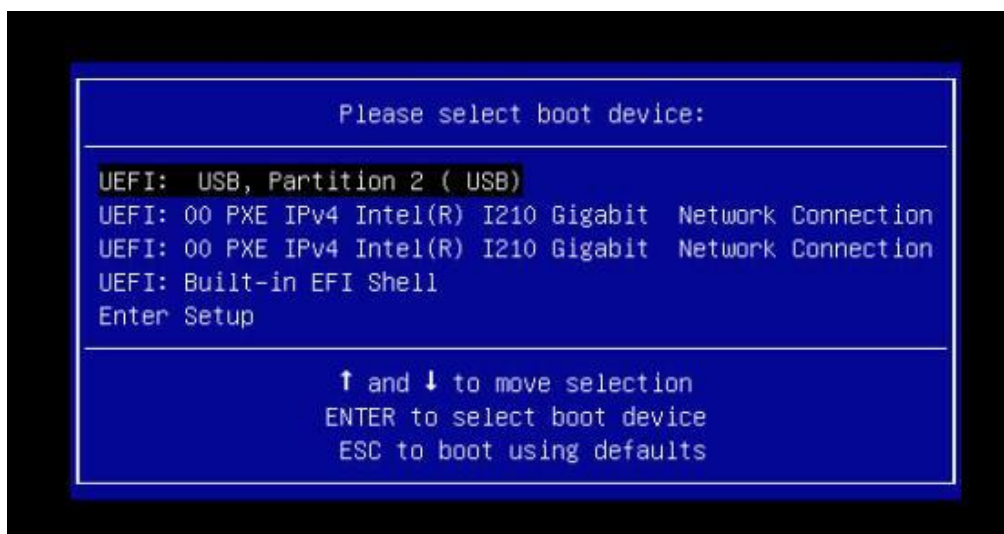 Please select boot device:
UEFI:  USB, Partition 2 ( USB)
UEFI: 00 PXE IPv4 Intel(R) I210 Gigabit  Network Connection
UEFI: 00 PXE IPv4 Intel(R) I210 Gigabit  Network Connection
UEFI: Built-in EFI Shell
Enter Setup
↑ and ↓ to move selection
ENTER to select boot device
ESC to boot using defaults